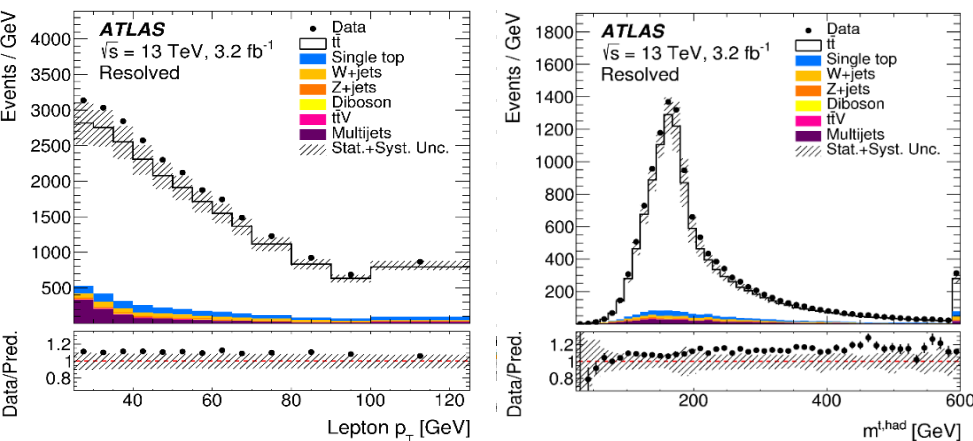 ATLAS
√s = 13 TeV, 3.2 fb⁻¹
Resolved
Data
tt̄
Single top
W+jets
Z+jets
Diboson
tt̄V
Multijets
Stat.+Syst. Unc.
Events / GeV
4000
3500
3000
2500
2000
1500
1000
500
Data/Pred.
1.2
1
0.8
40 60 80 100 120
Lepton p_T [GeV]
ATLAS
√s = 13 TeV, 3.2 fb⁻¹
Resolved
Data
tt̄
Single top
W+jets
Z+jets
Diboson
tt̄V
Multijets
Stat.+Syst. Unc.
Events / GeV
1800
1600
1400
1200
1000
800
600
400
200
0
Data/Pred.
1.2
1
0.8
200 400 600
m^t,had [GeV]